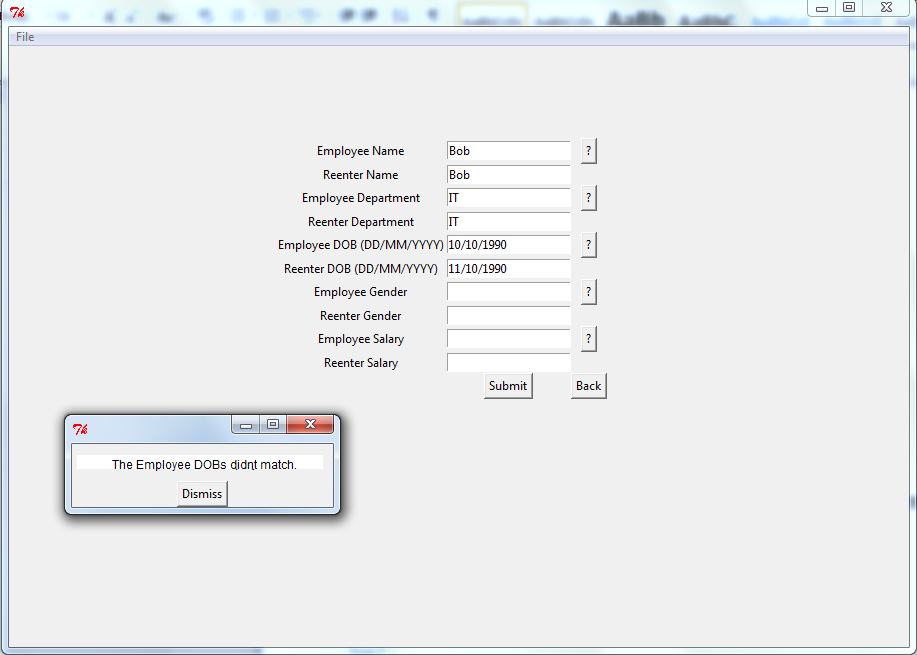 File
Employee Name Bob ?
Reenter Name Bob
Employee Department IT ?
Reenter Department IT
Employee DOB (DD/MM/YYYY) 10/10/1990 ?
Reenter DOB (DD/MM/YYYY) 11/10/1990
Employee Gender ?
Reenter Gender
Employee Salary ?
Reenter Salary
Submit Back
The Employee DOBs didnt match.
Dismiss